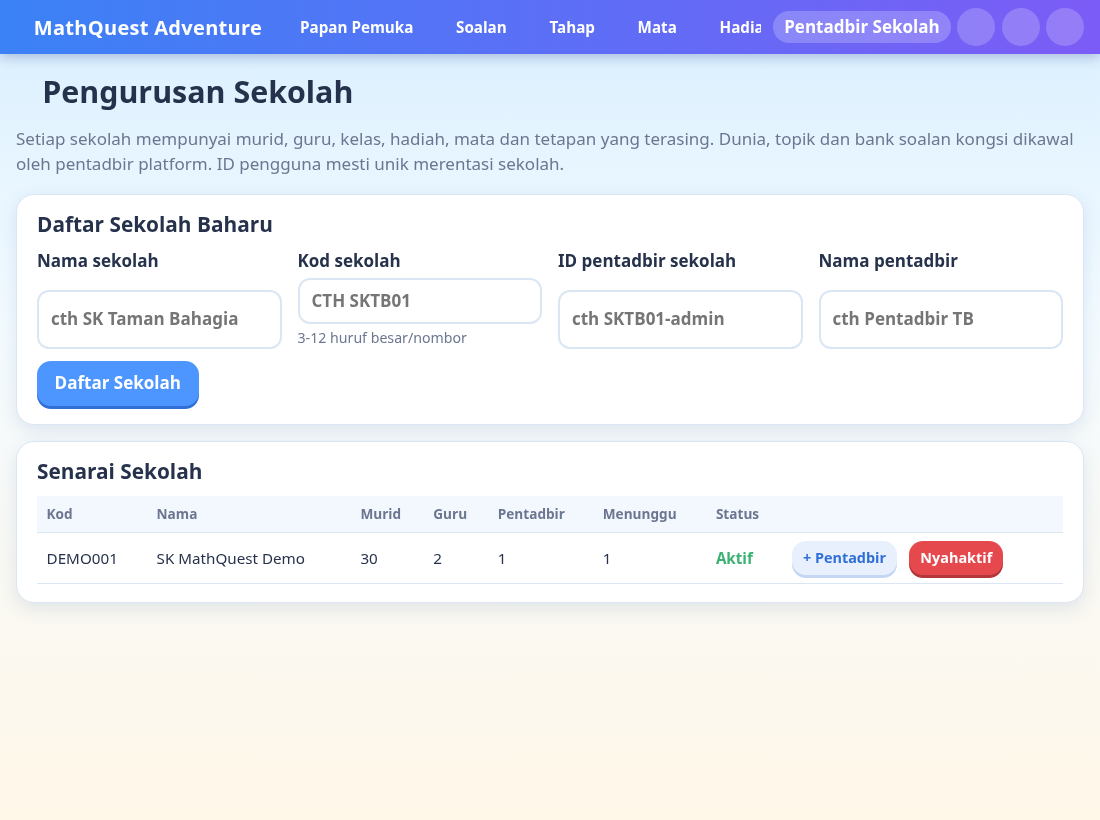 MathQuest Adventure
Papan Pemuka
Soalan
Tahap
Mata
Hadia
Pentadbir Sekolah
Pengurusan Sekolah
Setiap sekolah mempunyai murid, guru, kelas, hadiah, mata dan tetapan yang terasing. Dunia, topik dan bank soalan kongsi dikawal
oleh pentadbir platform. ID pengguna mesti unik merentasi sekolah.
Daftar Sekolah Baharu
Nama sekolah
Kod sekolah
ID pentadbir sekolah
Nama pentadbir
cth SK Taman Bahagia
CTH SKTB01
cth SKTB01-admin
cth Pentadbir TB
3-12 huruf besar/nombor
Daftar Sekolah
Senarai Sekolah
Kod Nama Murid Guru Pentadbir Menunggu Status
DEMO001 SK MathQuest Demo 30 2 1 1 Aktif + Pentadbir Nyahaktif